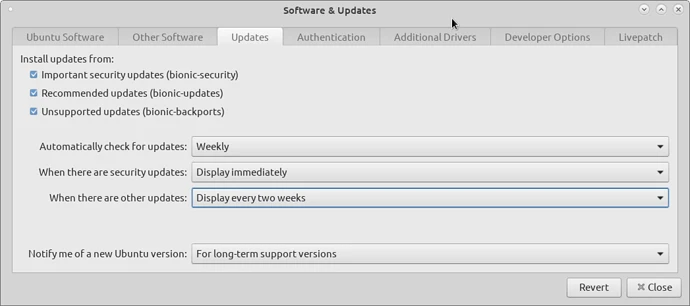 Software & Updates
Ubuntu Software Other Software Updates Authentication Additional Drivers Developer Options Livepatch
Install updates from:
Important security updates (bionic-security)
Recommended updates (bionic-updates)
Unsupported updates (bionic-backports)
Automatically check for updates: Weekly
When there are security updates: Display immediately
When there are other updates: Display every two weeks
Notify me of a new Ubuntu version: For long-term support versions
Revert Close